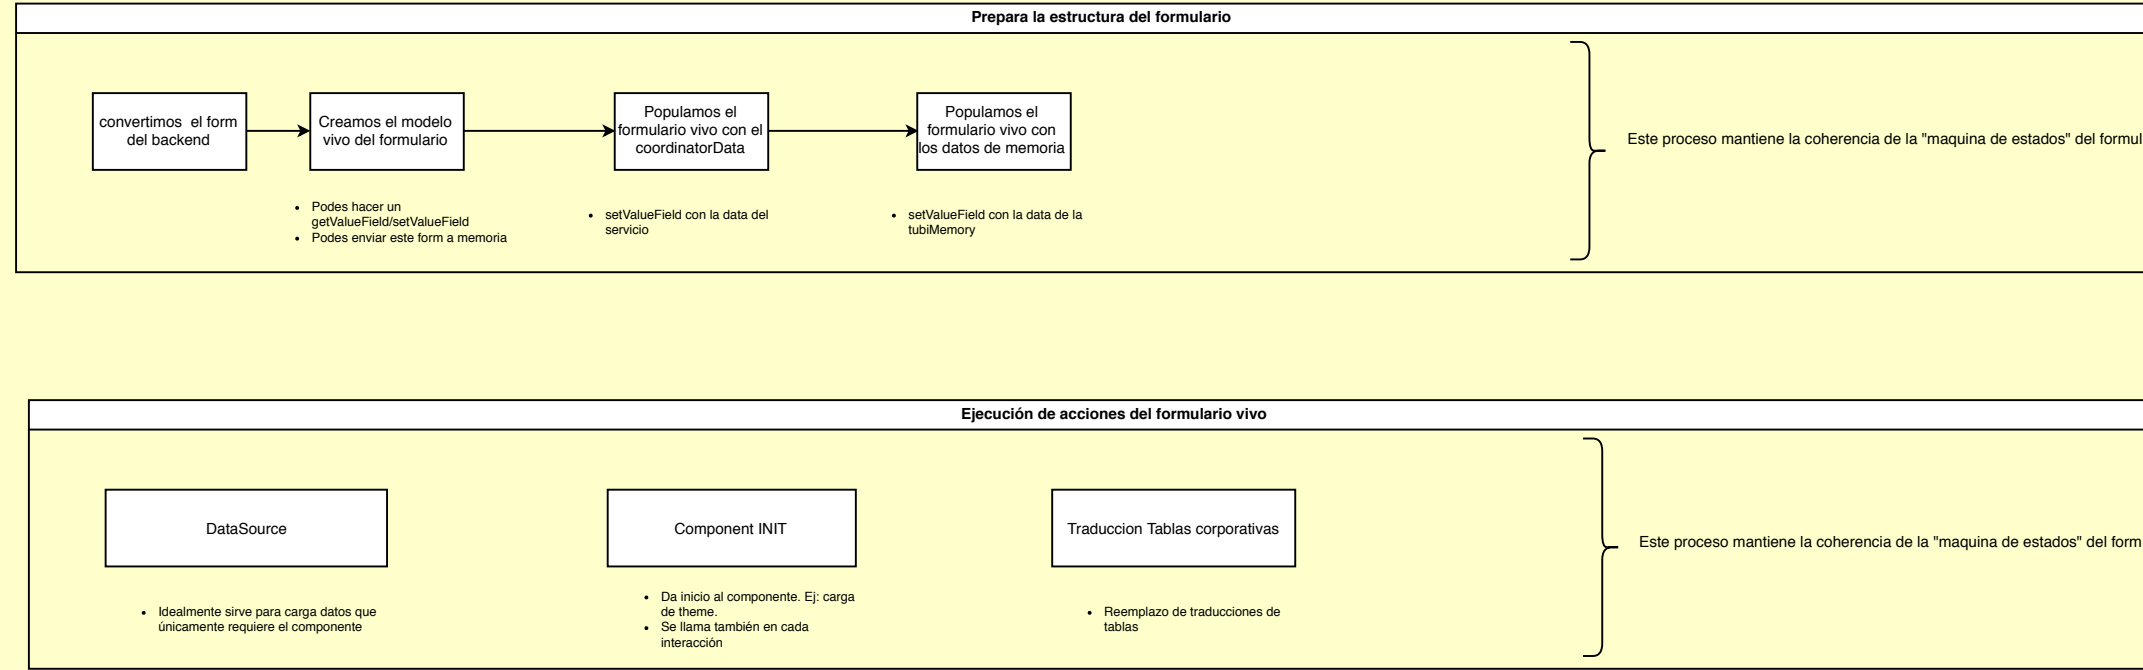 Prepara la estructura del formulario
convertimos  el form
del backend
Creamos el modelo
vivo del formulario
Populamos el
formulario vivo con el
coordinatorData
Populamos el
formulario vivo con
los datos de memoria
Este proceso mantiene la coherencia de la "maquina de estados" del formul
Podes hacer un
getValueField/setValueField
Podes enviar este form a memoria
setValueField con la data del
servicio
setValueField con la data de la
tubiMemory
Ejecución de acciones del formulario vivo
DataSource
Component INIT
Traduccion Tablas corporativas
Este proceso mantiene la coherencia de la "maquina de estados" del form
Idealmente sirve para carga datos que
únicamente requiere el componente
Da inicio al componente. Ej: carga
de theme.
Se llama también en cada
interacción
Reemplazo de traducciones de
tablas